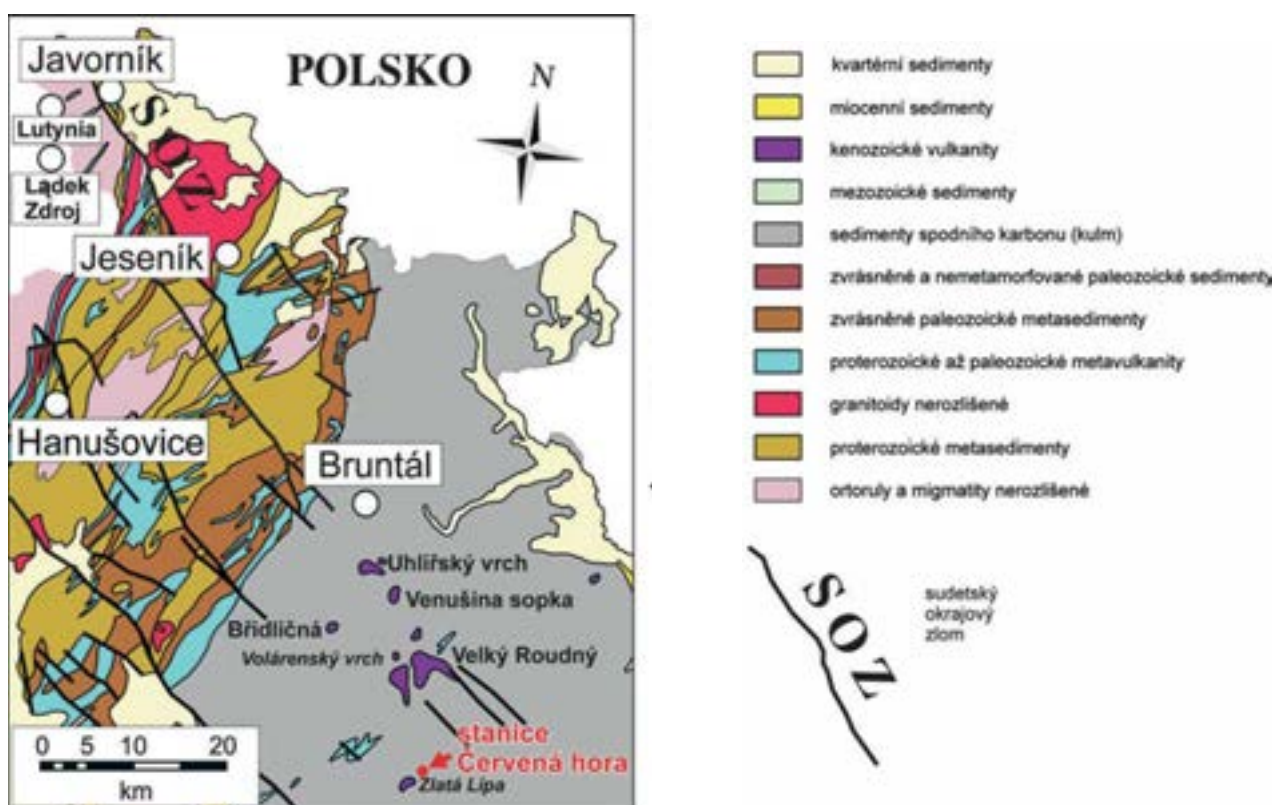 Javorník
POLSKO
N
Lutynia
Lądek
Zdroj
SOZ
Jeseník
Hanušovice
Bruntál
Uhlířský vrch
Venušina sopka
Břidličná
Volárenský vrch
Velký Roudný
stanice
Červená hora
Zlatá Lípa
0 5 10 20
km
kvartérní sedimenty
miocenní sedimenty
kenozoické vulkanity
mezozoické sedimenty
sedimenty spodního karbonu (kulm)
zvrásněné a nemetamorfované paleozoické sedimenty
zvrásněné paleozoické metasedimenty
proterozoické až paleozoické metavulkanity
granitoidy nerozlišené
proterozoické metasedimenty
ortoruly a migmatity nerozlišené
SOZ
sudetský
okrajový
zlom